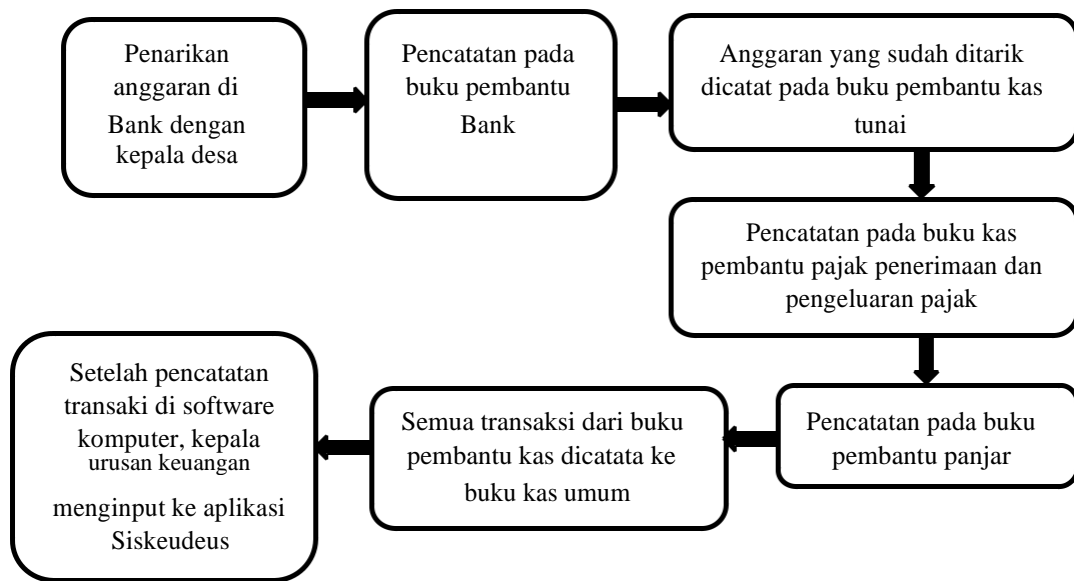 Penarikan
anggaran di
Bank dengan
kepala desa
Pencatatan pada
buku pembantu
Bank
Anggaran yang sudah ditarik
dicatat pada buku pembantu kas
tunai
Pencatatan pada buku kas
pembantu pajak penerimaan dan
pengeluaran pajak
Pencatatan pada buku
pembantu panjar
Semua transaksi dari buku
pembantu kas dicatata ke
buku kas umum
Setelah pencatatan
transaki di software
komputer, kepala
urusan keuangan
menginput ke aplikasi
Siskeudeus